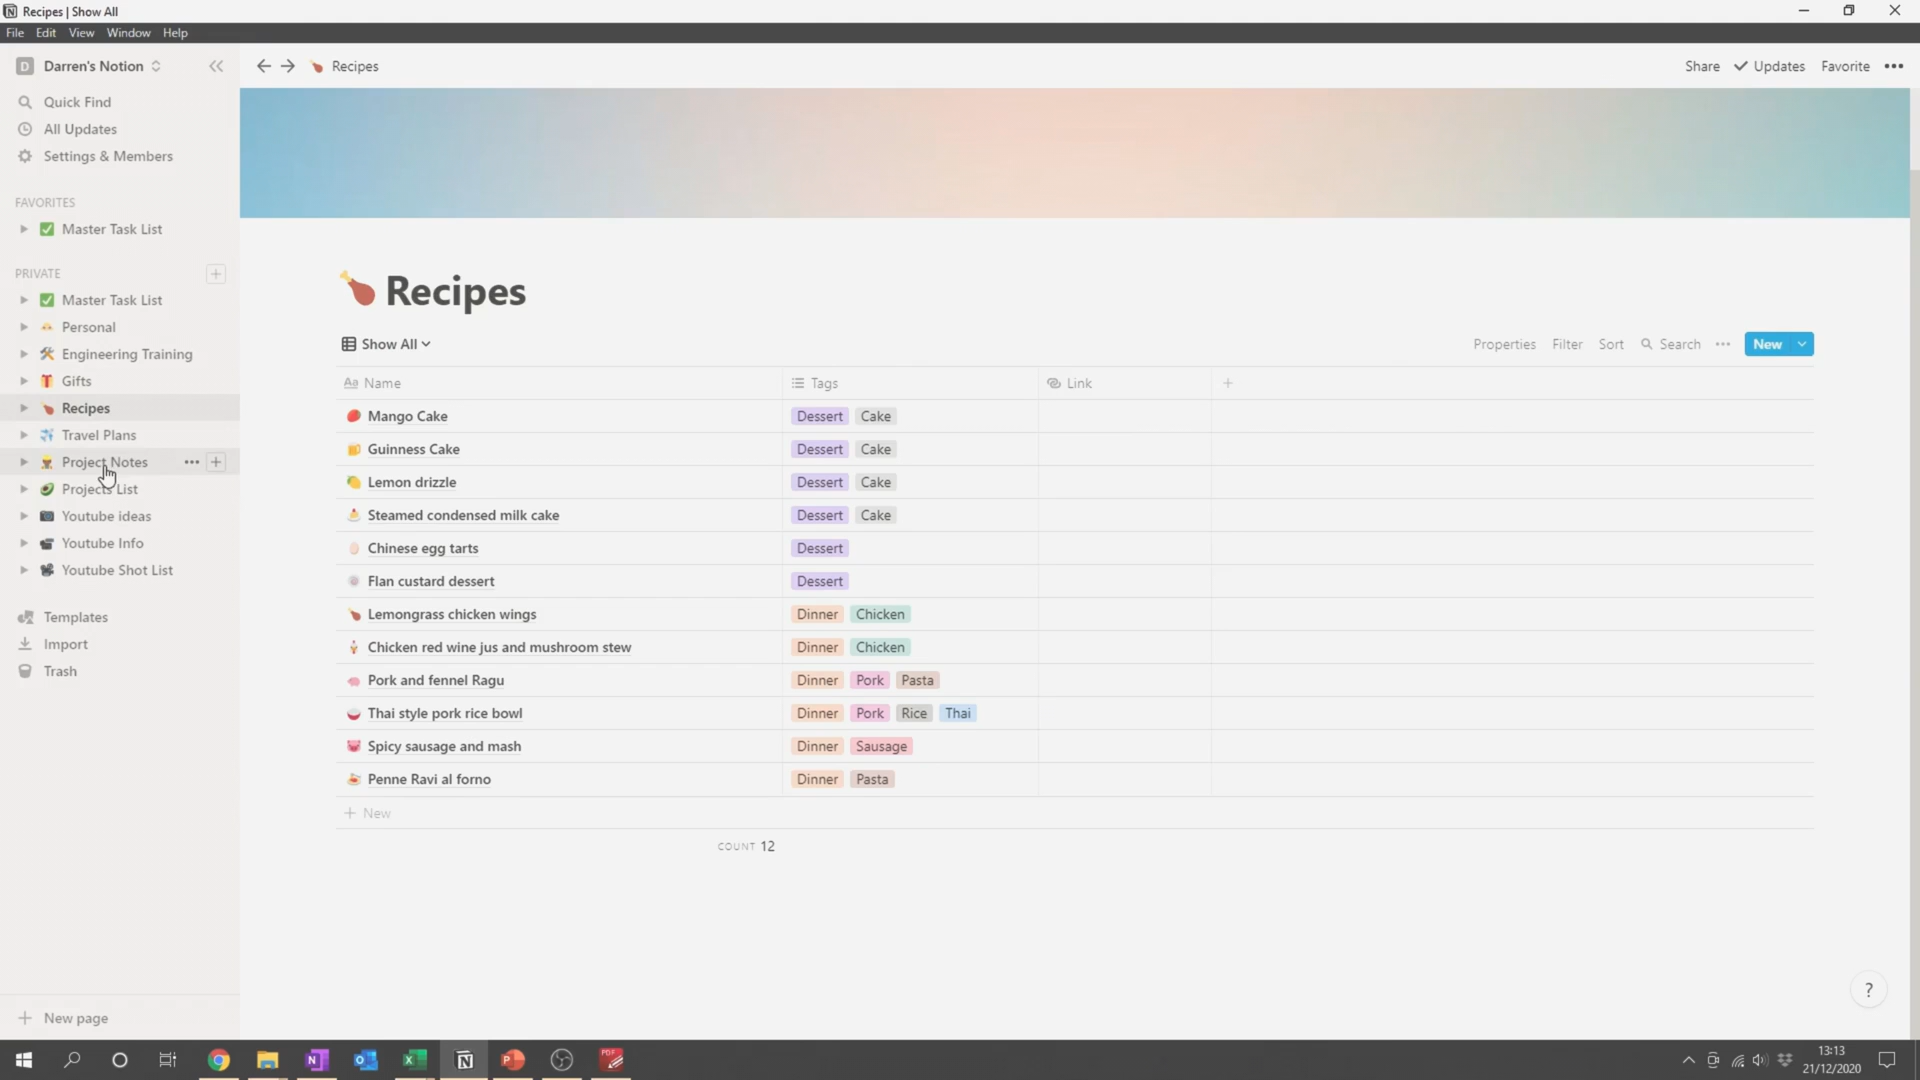 Recipes | Show All
File Edit View Window Help
D Darren's Notion
Recipes
Share Updates Favorite
Quick Find
All Updates
Settings & Members
FAVORITES
Master Task List
PRIVATE
Master Task List
Personal
Engineering Training
Gifts
Recipes
Travel Plans
Project Notes
Projects List
Youtube ideas
Youtube Info
Youtube Shot List
Templates
Import
Trash
New page
Recipes
Show All
Properties Filter Sort Search New
Aa Name Tags Link
Mango Cake Dessert Cake
Guinness Cake Dessert Cake
Lemon drizzle Dessert Cake
Steamed condensed milk cake Dessert Cake
Chinese egg tarts Dessert
Flan custard dessert Dessert
Lemongrass chicken wings Dinner Chicken
Chicken red wine jus and mushroom stew Dinner Chicken
Pork and fennel Ragu Dinner Pork Pasta
Thai style pork rice bowl Dinner Pork Rice Thai
Spicy sausage and mash Dinner Sausage
Penne Ravi al forno Dinner Pasta
+ New
COUNT 12
?
13:13
21/12/2020